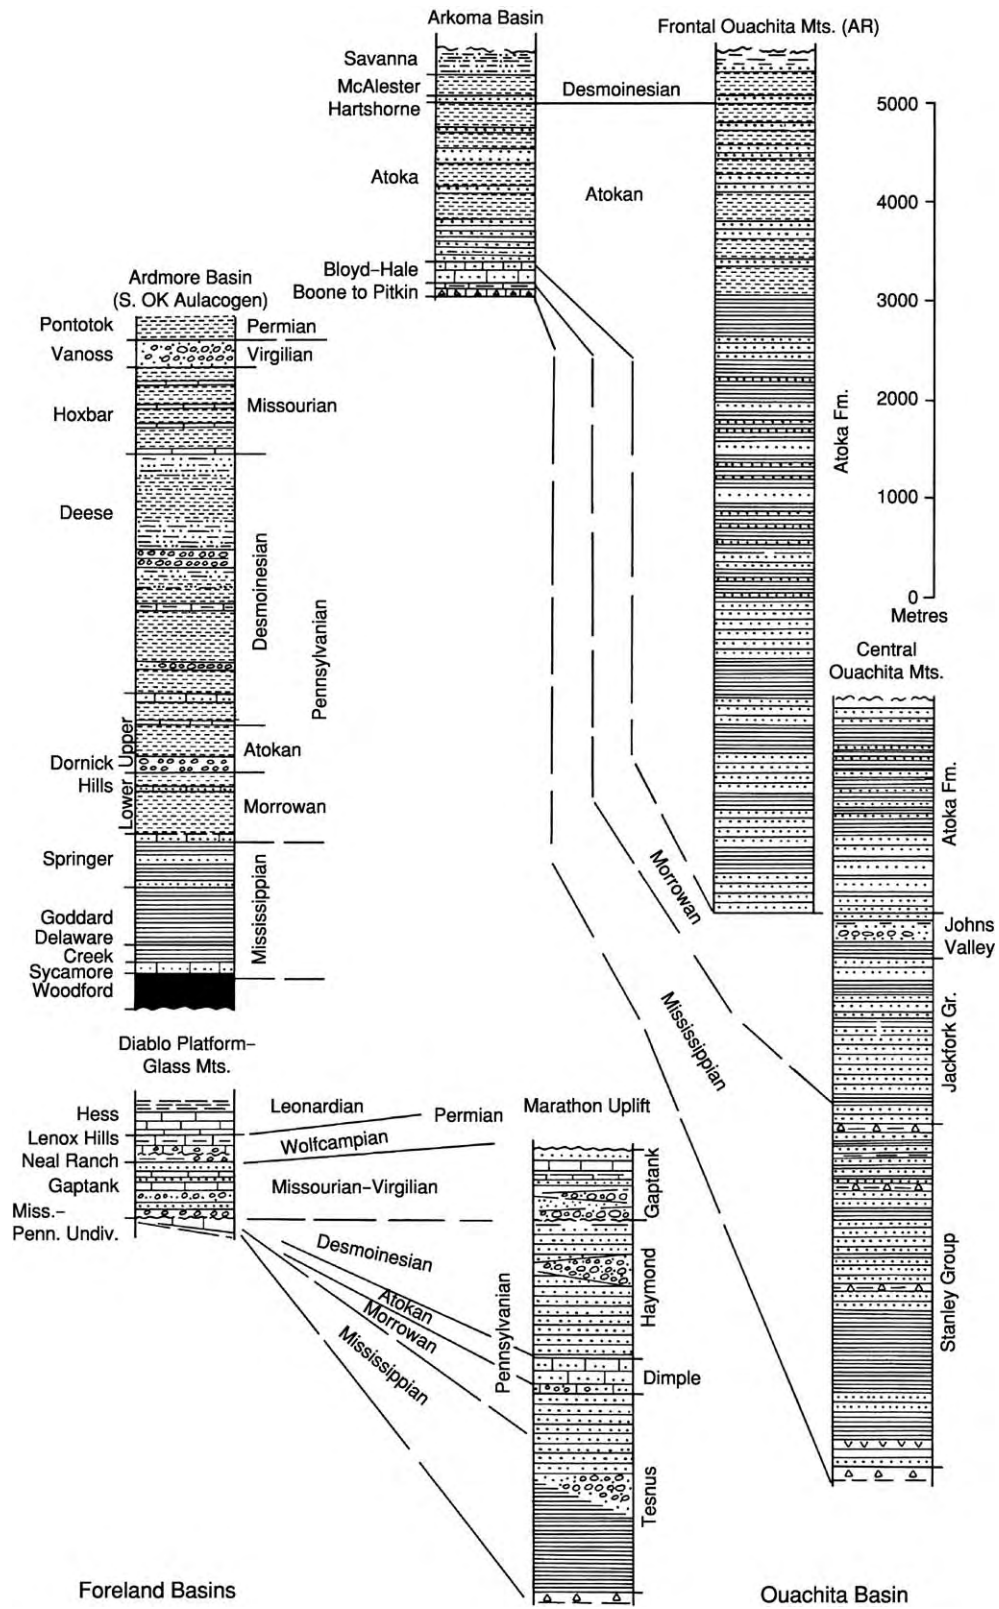 Arkoma Basin
Frontal Ouachita Mts. (AR)
Savanna
McAlester
Hartshorne
Desmoinesian
5000
Atoka
Atokan
4000
Bloyd–Hale
Boone to Pitkin
3000
2000
1000
0
Metres
Atoka Fm.
Ardmore Basin
(S. OK Aulacogen)
Pontotok
Permian
Vanoss
Virgilian
Hoxbar
Missourian
Deese
Desmoinesian
Pennsylvanian
Upper
Dornick
Hills
Lower
Atokan
Morrowan
Springer
Goddard
Delaware
Creek
Sycamore
Woodford
Mississippian
Morrowan
Mississippian
Central
Ouachita Mts.
Atoka Fm.
Johns
Valley
Jackfork Gr.
Stanley Group
Diablo Platform–
Glass Mts.
Hess
Leonardian
Permian
Lenox Hills
Wolfcampian
Neal Ranch
Gaptank
Missourian–Virgilian
Miss.–
Penn. Undiv.
Desmoinesian
Atokan
Morrowan
Mississippian
Pennsylvanian
Marathon Uplift
Gaptank
Haymond
Dimple
Tesnus
Foreland Basins
Ouachita Basin